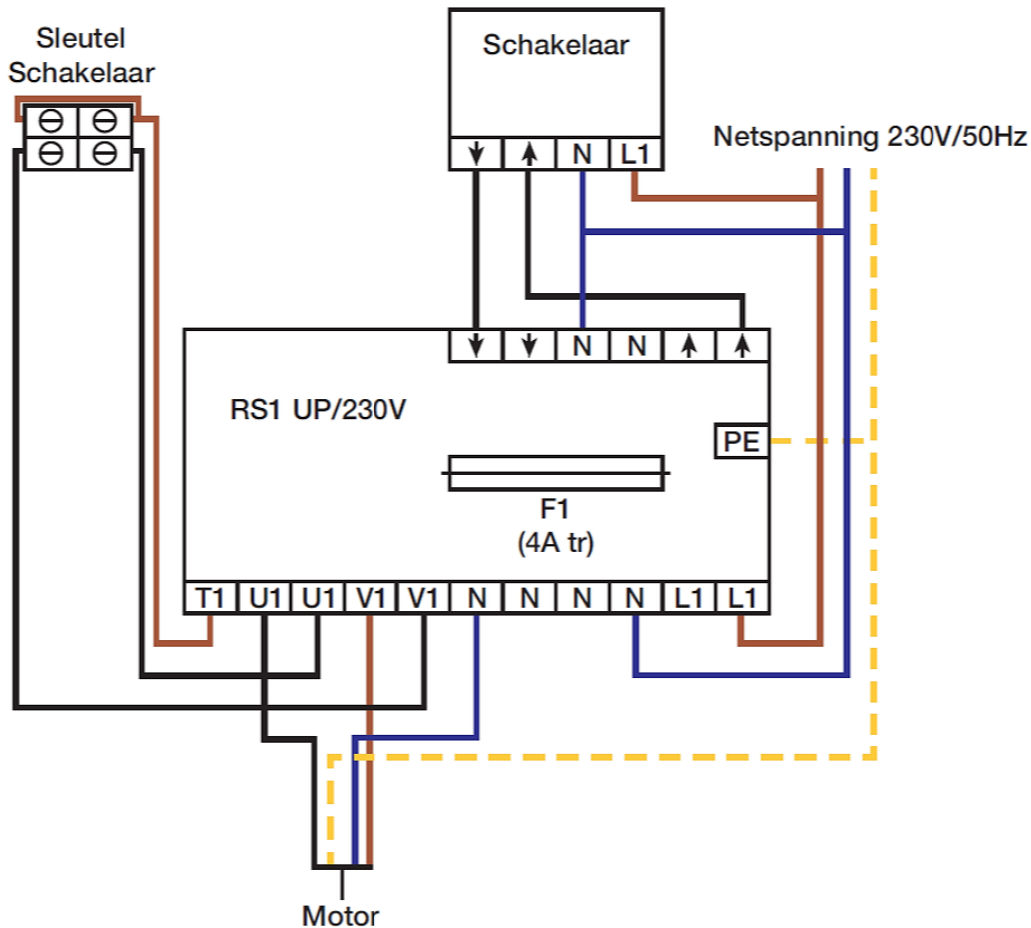 Sleutel
Schakelaar
Schakelaar
↓ ↑ N L1
Netspanning 230V/50Hz
↓ ↓ N N ↑ ↑
RS1 UP/230V
PE
F1
(4A tr)
T1 U1 U1 V1 V1 N N N N L1 L1
Motor